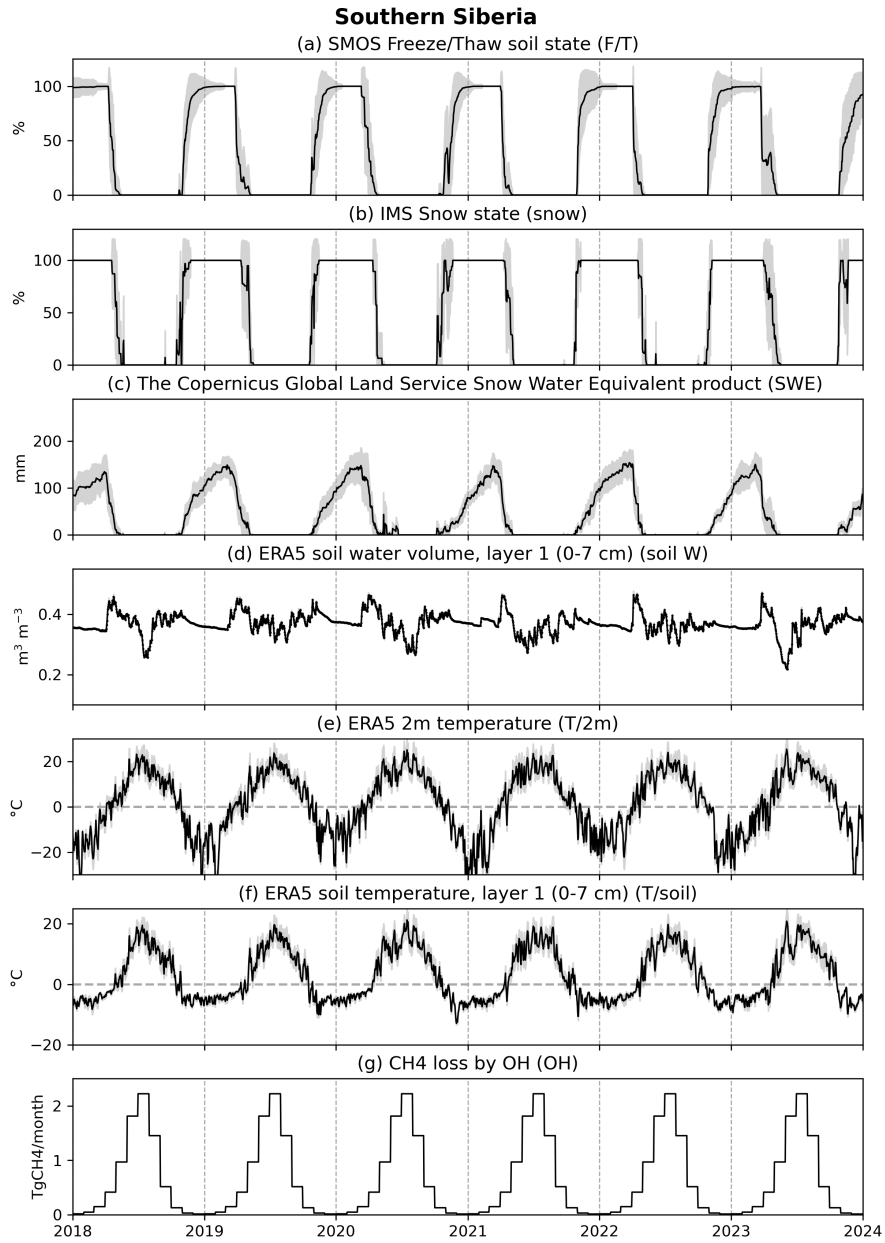 Southern Siberia
(a) SMOS Freeze/Thaw soil state (F/T)
100
50
0
%
(b) IMS Snow state (snow)
100
50
0
%
(c) The Copernicus Global Land Service Snow Water Equivalent product (SWE)
200
100
0
mm
(d) ERA5 soil water volume, layer 1 (0-7 cm) (soil W)
0.4
0.2
m³ m⁻³
(e) ERA5 2m temperature (T/2m)
20
0
−20
°C
(f) ERA5 soil temperature, layer 1 (0-7 cm) (T/soil)
20
0
−20
°C
(g) CH4 loss by OH (OH)
2
1
0
TgCH4/month
2018 2019 2020 2021 2022 2023 2024